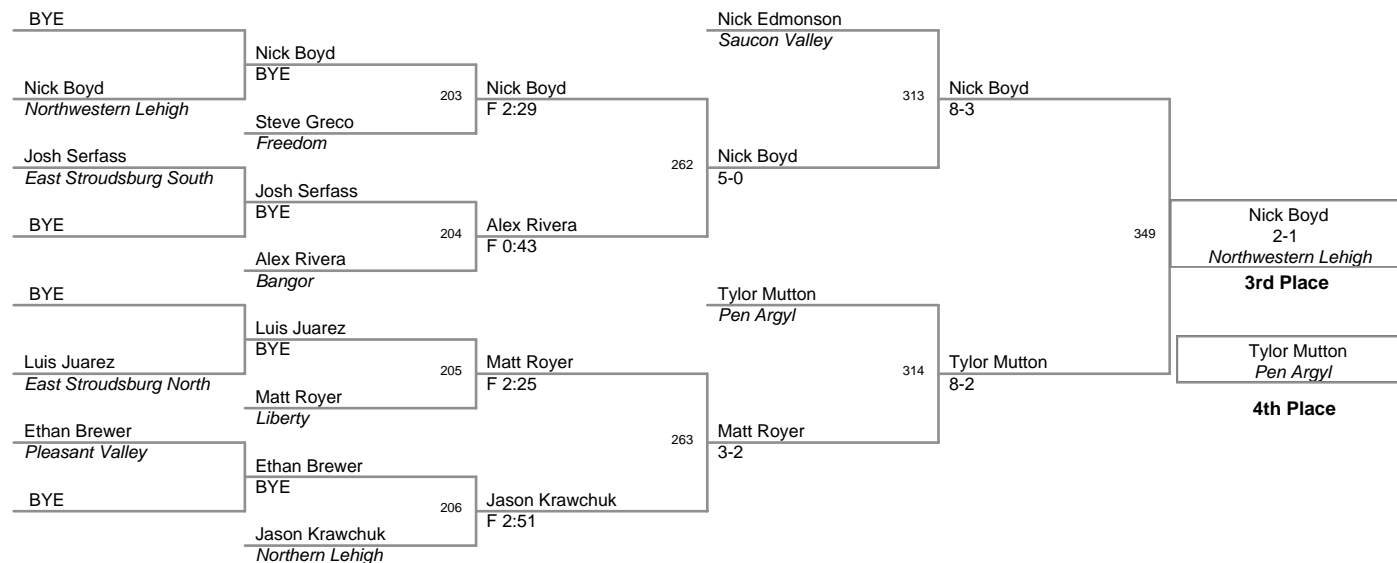 BYE
Nick Boyd
Northwestern Lehigh
Josh Serfass
East Stroudsburg South
BYE
BYE
Luis Juarez
East Stroudsburg North
Ethan Brewer
Pleasant Valley
BYE
Nick Boyd
BYE
203
Steve Greco
Freedom
Josh Serfass
BYE
204
Alex Rivera
Bangor
Luis Juarez
BYE
205
Matt Royer
Liberty
Ethan Brewer
BYE
206
Jason Krawchuk
Northern Lehigh
Nick Boyd
F 2:29
262
Alex Rivera
F 0:43
Matt Royer
F 2:25
263
Jason Krawchuk
F 2:51
Nick Edmonson
Saucon Valley
313
Nick Boyd
5-0
Tylor Mutton
Pen Argyl
314
Matt Royer
3-2
Nick Boyd
8-3
349
Tylor Mutton
8-2
Nick Boyd
2-1
Northwestern Lehigh
3rd Place
Tylor Mutton
Pen Argyl
4th Place